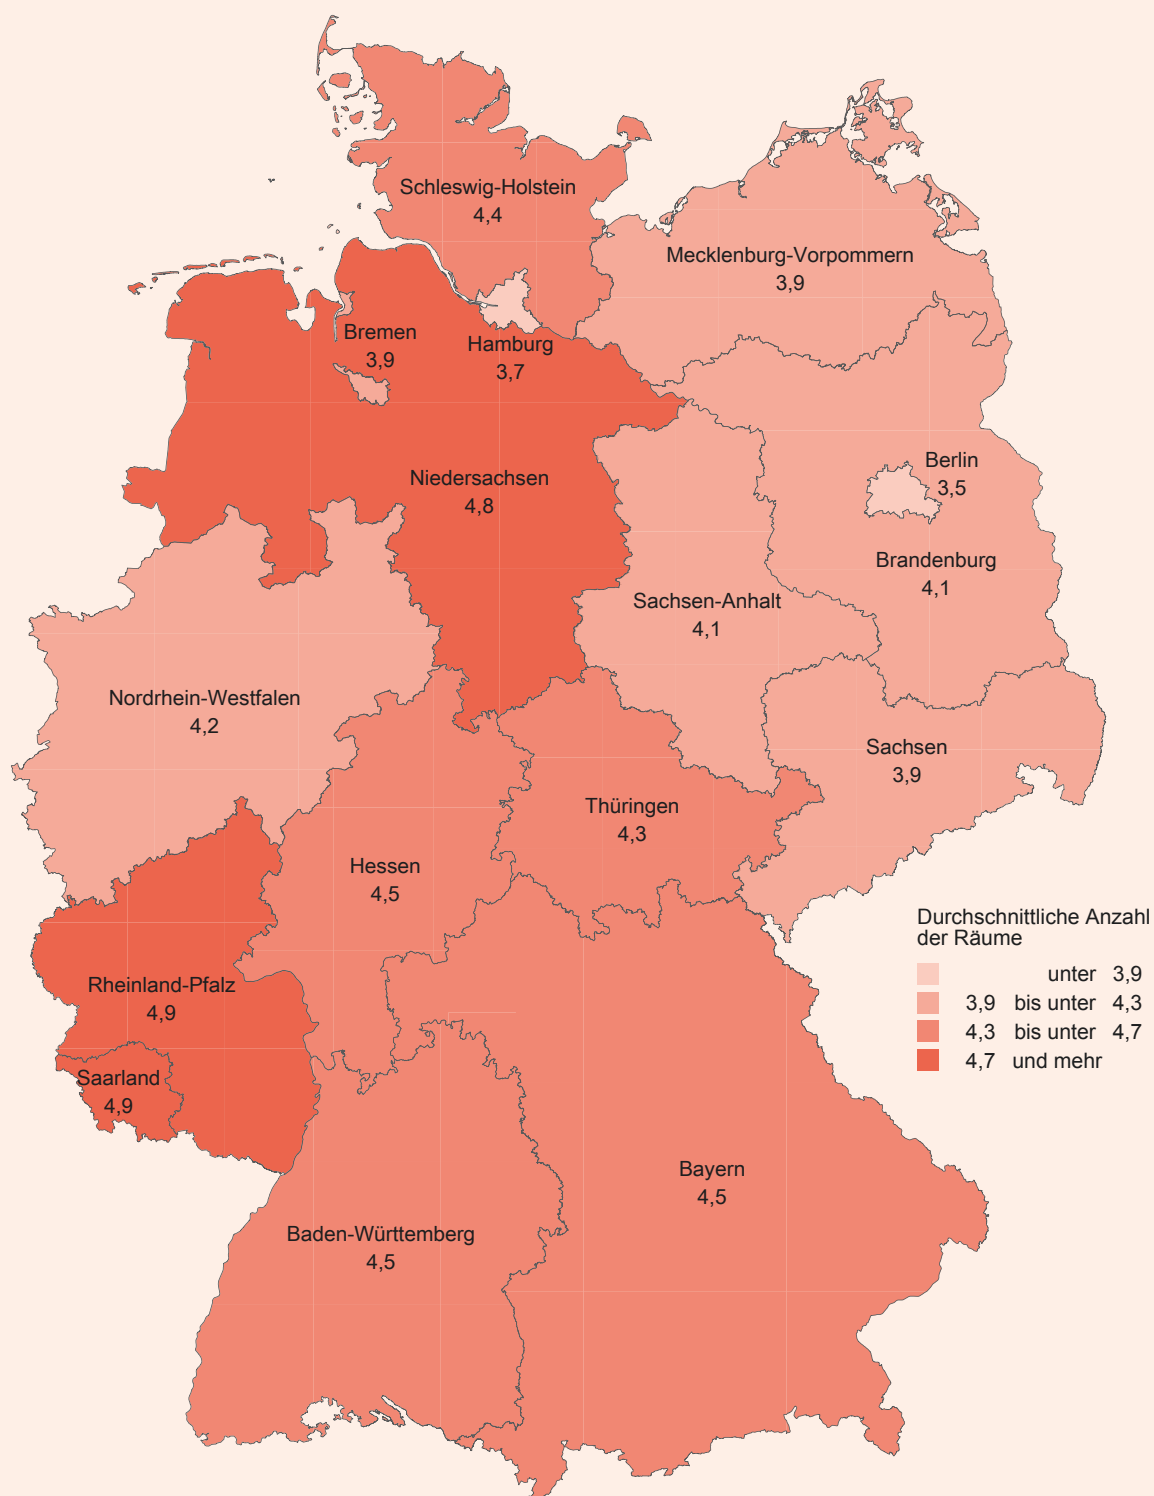 Schleswig-Holstein
4,4
Mecklenburg-Vorpommern
3,9
Bremen
3,9
Hamburg
3,7
Berlin
3,5
Niedersachsen
4,8
Brandenburg
4,1
Sachsen-Anhalt
4,1
Nordrhein-Westfalen
4,2
Sachsen
3,9
Thüringen
4,3
Hessen
4,5
Durchschnittliche Anzahl
der Räume
unter 3,9
3,9 bis unter 4,3
4,3 bis unter 4,7
4,7 und mehr
Rheinland-Pfalz
4,9
Saarland
4,9
Bayern
4,5
Baden-Württemberg
4,5